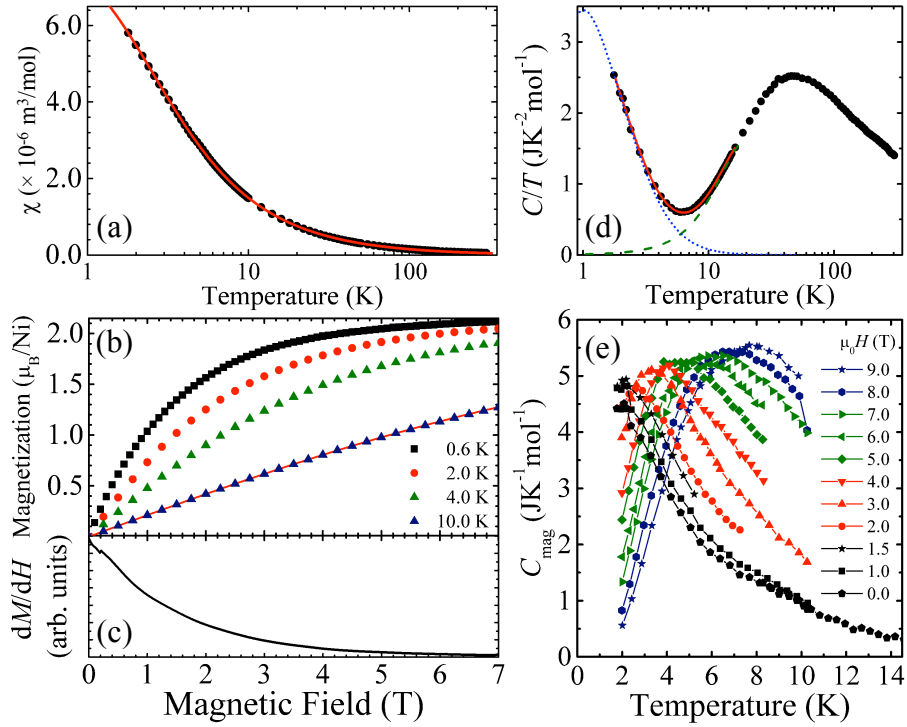 6.0
4.0
2.0
0.0
χ (× 10⁻⁶ m³/mol)
(a)
1 10 100
Temperature (K)
3
2
1
0
C/T (JK⁻²mol⁻¹)
(d)
1 10 100
Temperature (K)
2.0
1.5
1.0
0.5
Magnetization (μB/Ni)
(b)
0.6 K
2.0 K
4.0 K
10.0 K
dM/dH
(arb. units)
(c)
0 1 2 3 4 5 6 7
Magnetic Field (T)
6
5
4
3
2
1
0
Cmag (JK⁻¹mol⁻¹)
(e)
μ₀H (T)
9.0
8.0
7.0
6.0
5.0
4.0
3.0
2.0
1.5
1.0
0.0
0 2 4 6 8 10 12 14
Temperature (K)